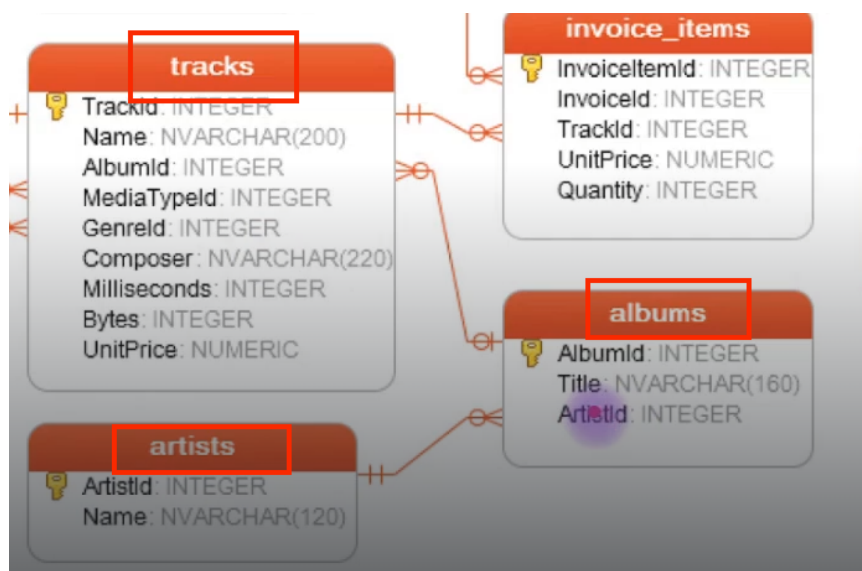 tracks
TrackId: INTEGER
Name: NVARCHAR(200)
AlbumId: INTEGER
MediaTypeId: INTEGER
GenreId: INTEGER
Composer: NVARCHAR(220)
Milliseconds: INTEGER
Bytes: INTEGER
UnitPrice: NUMERIC
invoice_items
InvoiceItemId: INTEGER
InvoiceId: INTEGER
TrackId: INTEGER
UnitPrice: NUMERIC
Quantity: INTEGER
albums
AlbumId: INTEGER
Title: NVARCHAR(160)
ArtistId: INTEGER
artists
ArtistId: INTEGER
Name: NVARCHAR(120)